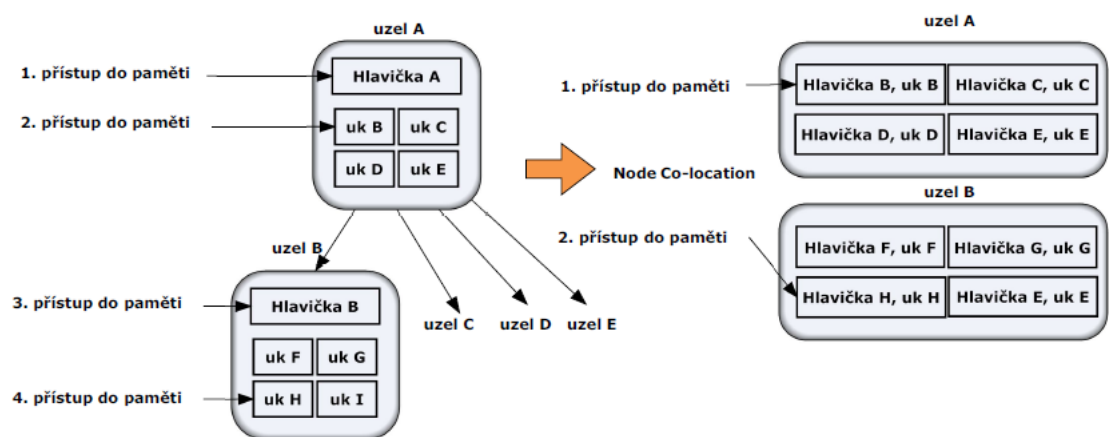 uzel A
1. přístup do paměti
Hlavička A
2. přístup do paměti
uk B
uk C
uk D
uk E
uzel B
3. přístup do paměti
Hlavička B
uk F
uk G
4. přístup do paměti
uk H
uk I
uzel C
uzel D
uzel E
Node Co-location
uzel A
1. přístup do paměti
Hlavička B, uk B
Hlavička C, uk C
Hlavička D, uk D
Hlavička E, uk E
uzel B
2. přístup do paměti
Hlavička F, uk F
Hlavička G, uk G
Hlavička H, uk H
Hlavička E, uk E